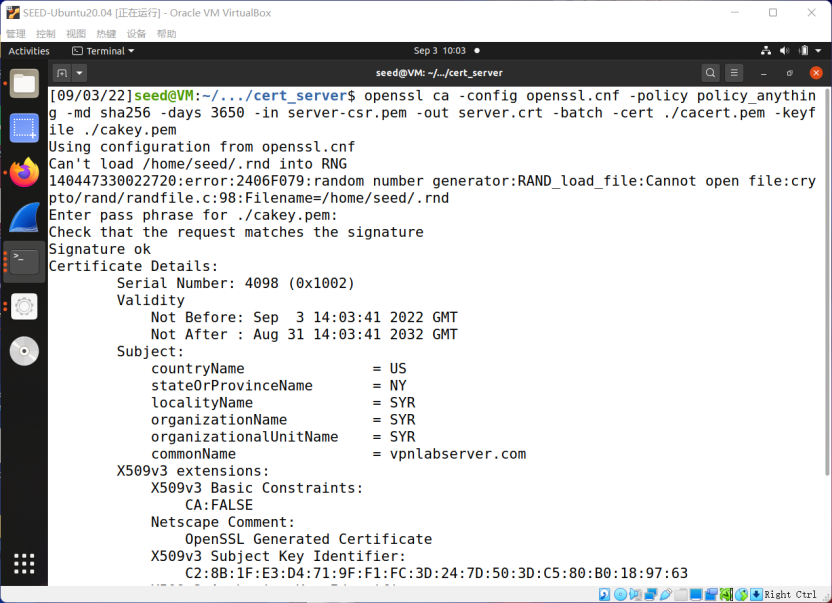 SEED-Ubuntu20.04 [正在运行] - Oracle VM VirtualBox
管理 控制 视图 热键 设备 帮助
Activities Terminal Sep 3 10:03
seed@VM: ~/.../cert_server
[09/03/22]seed@VM:~/.../cert_server$ openssl ca -config openssl.cnf -policy policy_anythin
g -md sha256 -days 3650 -in server-csr.pem -out server.crt -batch -cert ./cacert.pem -keyf
ile ./cakey.pem
Using configuration from openssl.cnf
Can't load /home/seed/.rnd into RNG
140447330022720:error:2406F079:random number generator:RAND_load_file:Cannot open file:cry
pto/rand/randfile.c:98:Filename=/home/seed/.rnd
Enter pass phrase for ./cakey.pem:
Check that the request matches the signature
Signature ok
Certificate Details:
Serial Number: 4098 (0x1002)
Validity
Not Before: Sep  3 14:03:41 2022 GMT
Not After : Aug 31 14:03:41 2032 GMT
Subject:
countryName = US
stateOrProvinceName = NY
localityName = SYR
organizationName = SYR
organizationalUnitName = SYR
commonName = vpnlabserver.com
X509v3 extensions:
X509v3 Basic Constraints:
CA:FALSE
Netscape Comment:
OpenSSL Generated Certificate
X509v3 Subject Key Identifier:
C2:8B:1F:E3:D4:71:9F:F1:FC:3D:24:7D:50:3D:C5:80:B0:18:97:63
Right Ctrl